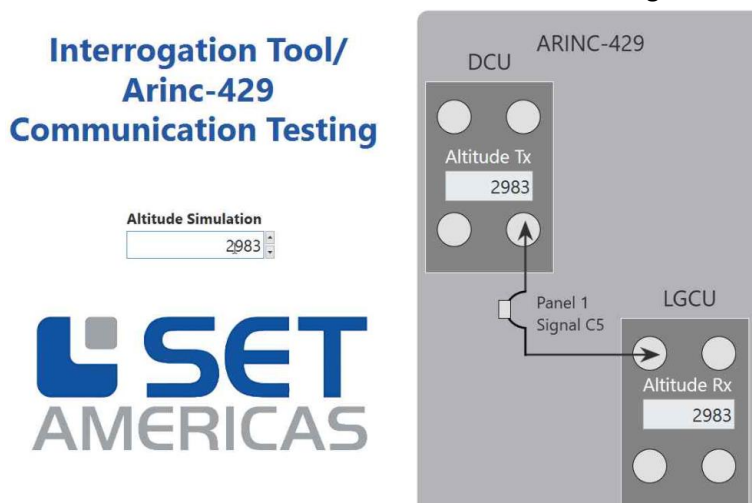 Interrogation Tool/
Arinc-429
Communication Testing
Altitude Simulation
2983
SET
AMERICAS
ARINC-429
DCU
Altitude Tx
2983
Panel 1
Signal C5
LGCU
Altitude Rx
2983